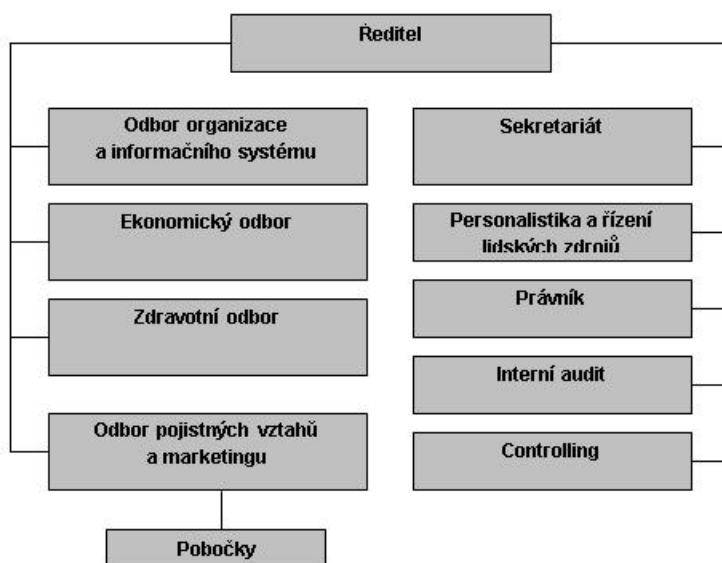 Ředitel
Odbor organizace
a informačního systému
Ekonomický odbor
Zdravotní odbor
Odbor pojistných vztahů
a marketingu
Pobočky
Sekretariát
Personalistika a řízení
lidských zdrojů
Právník
Interní audit
Controlling